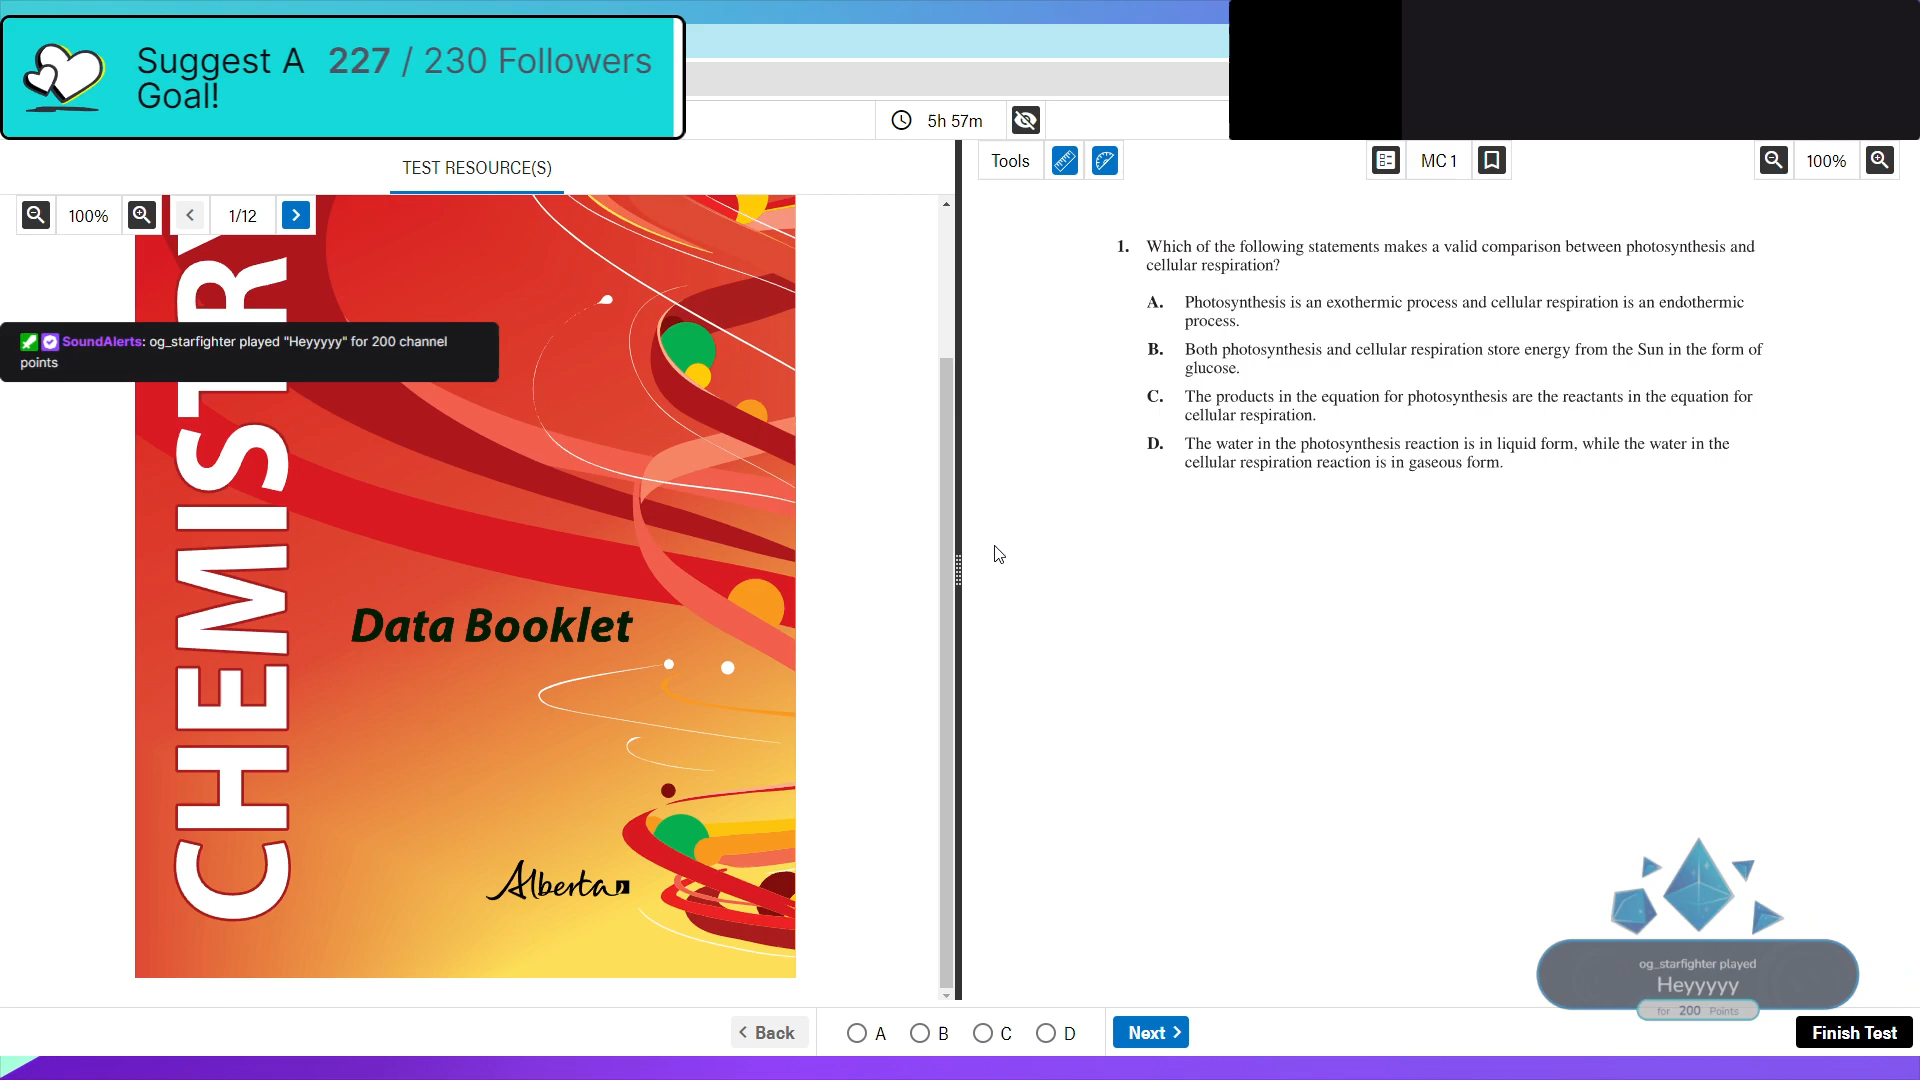 Suggest A Goal!
227 / 230 Followers
5h 57m
TEST RESOURCE(S)
Tools
MC 1
100%
100%
1/12
CHEMISTRY
SoundAlerts: og_starfighter played "Heyyyyy" for 200 channel
points
Data Booklet
Alberta
1. Which of the following statements makes a valid comparison between photosynthesis and
cellular respiration?
A. Photosynthesis is an exothermic process and cellular respiration is an endothermic
process.
B. Both photosynthesis and cellular respiration store energy from the Sun in the form of
glucose.
C. The products in the equation for photosynthesis are the reactants in the equation for
cellular respiration.
D. The water in the photosynthesis reaction is in liquid form, while the water in the
cellular respiration reaction is in gaseous form.
og_starfighter played
Heyyyyy
for 200 Points
Back
A
B
C
D
Next
Finish Test